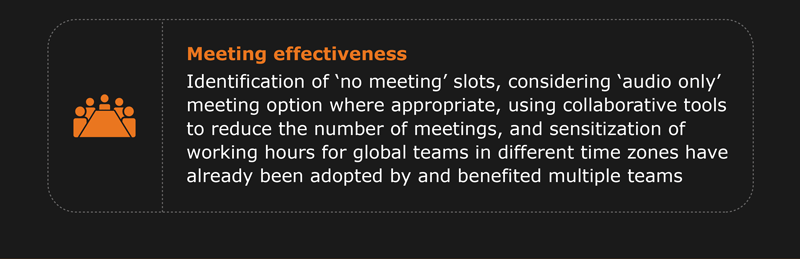 Meeting effectiveness
Identification of ‘no meeting’ slots, considering ‘audio only’
meeting option where appropriate, using collaborative tools
to reduce the number of meetings, and sensitization of
working hours for global teams in different time zones have
already been adopted by and benefited multiple teams